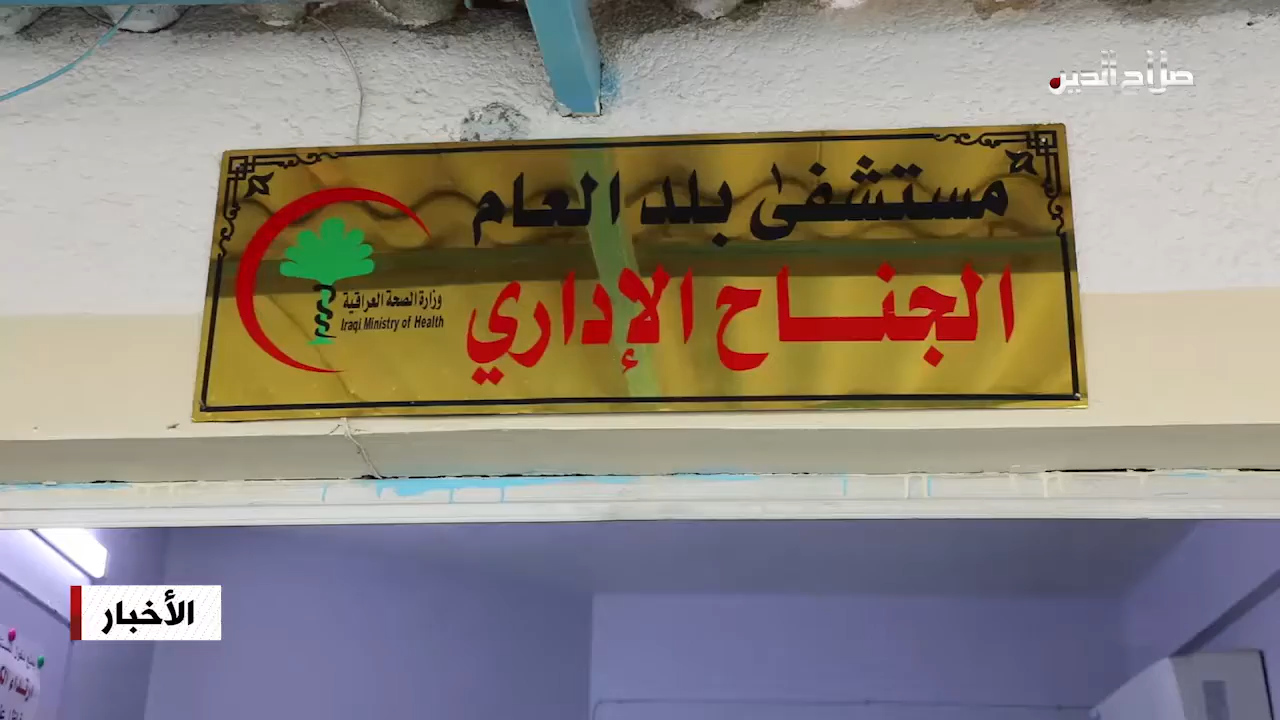 صلاح الدين
مستشفى بلد العام
الجناح الإداري
وزارة الصحة العراقية
Iraqi Ministry of Health
الأخبار